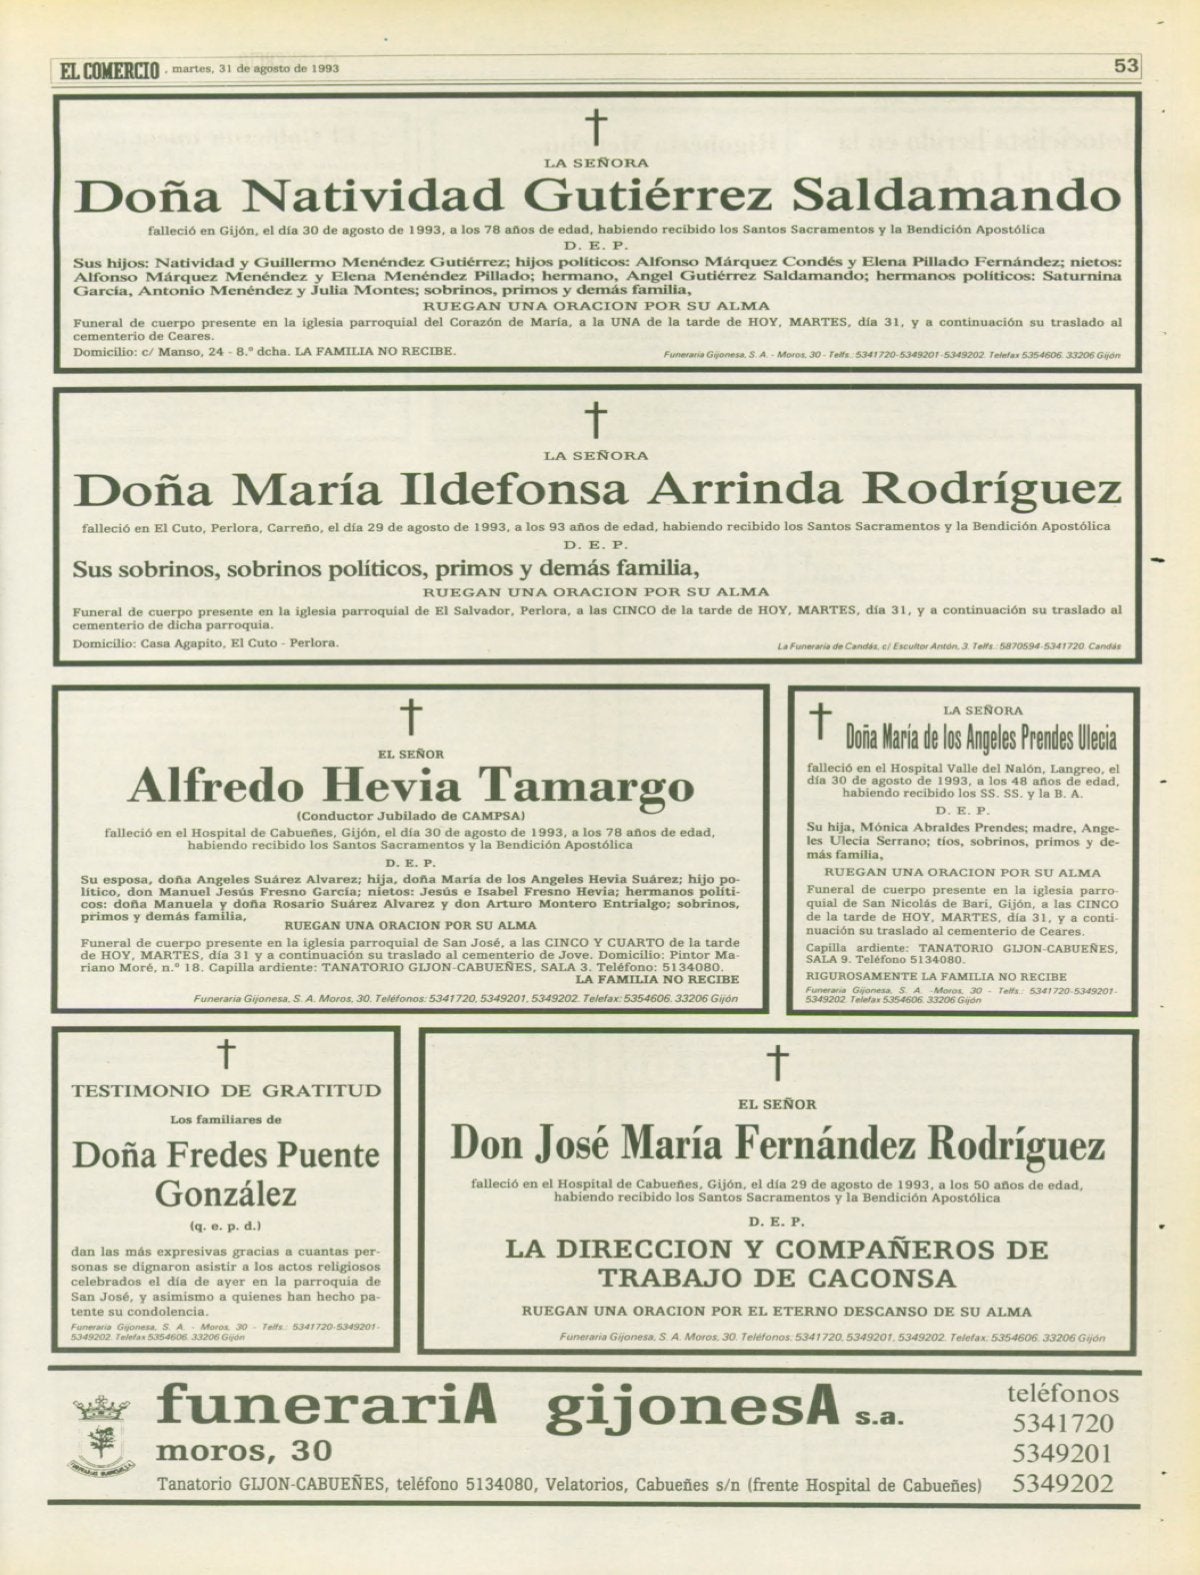 EL COMERCIO . martes, 31 de agosto de 1993
53
LA SEÑORA
Doña Natividad Gutiérrez Saldamando
falleció en Gijón, el día 30 de agosto de 1993, a los 78 años de edad, habiendo recibido los Santos Sacramentos y la Bendición Apostólica
D. E. P.
Sus hijos: Natividad y Guillermo Menéndez Gutiérrez; hijos políticos: Alfonso Márquez Condés y Elena Pillado Fernández; nietos:
Alfonso Márquez Menéndez y Elena Menéndez Pillado; hermano, Angel Gutiérrez Saldamando; hermanos políticos: Saturnina
García, Antonio Menéndez y Julia Montes; sobrinos, primos y demás familia,
RUEGAN UNA ORACION POR SU ALMA
Funeral de cuerpo presente en la iglesia parroquial del Corazón de María, a la UNA de la tarde de HOY, MARTES, día 31, y a continuación su traslado al
cementerio de Ceares.
Domicilio: c/ Manso, 24 - 8.º dcha. LA FAMILIA NO RECIBE.
Funeraria Gijonesa, S. A. - Moros, 30 - Telfs.: 5341720-5349201-5349202. Telefax 5354606. 33206 Gijón
LA SEÑORA
Doña María Ildefonsa Arrinda Rodríguez
falleció en El Cuto, Perlora, Carreño, el día 29 de agosto de 1993, a los 93 años de edad, habiendo recibido los Santos Sacramentos y la Bendición Apostólica
D. E. P.
Sus sobrinos, sobrinos políticos, primos y demás familia,
RUEGAN UNA ORACION POR SU ALMA
Funeral de cuerpo presente en la iglesia parroquial de El Salvador, Perlora, a las CINCO de la tarde de HOY, MARTES, día 31, y a continuación su traslado al
cementerio de dicha parroquia.
Domicilio: Casa Agapito, El Cuto - Perlora.
La Funeraria de Candás, c/ Escultor Antón, 3. Telfs.: 5870594-5341720. Candás
EL SEÑOR
Alfredo Hevia Tamargo
(Conductor Jubilado de CAMPSA)
falleció en el Hospital de Cabueñes, Gijón, el día 30 de agosto de 1993, a los 78 años de edad,
habiendo recibido los Santos Sacramentos y la Bendición Apostólica
D. E. P.
Su esposa, doña Angeles Suárez Alvarez; hija, doña María de los Angeles Hevia Suárez; hijo po-
lítico, don Manuel Jesús Fresno García; nietos: Jesús e Isabel Fresno Hevia; hermanos políti-
cos: doña Manuela y doña Rosario Suárez Alvarez y don Arturo Montero Entrialgo; sobrinos,
primos y demás familia,
RUEGAN UNA ORACION POR SU ALMA
Funeral de cuerpo presente en la iglesia parroquial de San José, a las CINCO Y CUARTO de la tarde
de HOY, MARTES, día 31 y a continuación su traslado al cementerio de Jove. Domicilio: Pintor Ma-
riano Moré, n.º 18. Capilla ardiente: TANATORIO GIJON-CABUEÑES, SALA 3. Teléfono: 5134080.
LA FAMILIA NO RECIBE
Funeraria Gijonesa, S. A. Moros, 30. Teléfonos: 5341720, 5349201, 5349202. Telefax: 5354606. 33206 Gijón
LA SEÑORA
Doña María de los Angeles Prendes Ulecia
falleció en el Hospital Valle del Nalón, Langreo, el
día 30 de agosto de 1993, a los 48 años de edad,
habiendo recibido los SS. SS. y la B. A.
D. E. P.
Su hija, Mónica Abraldes Prendes; madre, Ange-
les Ulecia Serrano; tíos, sobrinos, primos y de-
más familia,
RUEGAN UNA ORACION POR SU ALMA
Funeral de cuerpo presente en la iglesia parro-
quial de San Nicolás de Bari, Gijón, a las CINCO
de la tarde de HOY, MARTES, día 31, y a conti-
nuación su traslado al cementerio de Ceares.
Capilla ardiente: TANATORIO GIJON-CABUEÑES,
SALA 9. Teléfono 5134080.
RIGUROSAMENTE LA FAMILIA NO RECIBE
Funeraria Gijonesa, S. A. -Moros, 30 - Telfs.: 5341720-5349201-
5349202. Telefax 5354606. 33206 Gijón
TESTIMONIO DE GRATITUD
Los familiares de
Doña Fredes Puente
González
(q. e. p. d.)
dan las más expresivas gracias a cuantas per-
sonas se dignaron asistir a los actos religiosos
celebrados el día de ayer en la parroquia de
San José, y asimismo a quienes han hecho pa-
tente su condolencia.
Funeraria Gijonesa, S. A. - Moros, 30 - Telfs.: 5341720-5349201-
5349202. Telefax 5354606. 33206 Gijón
EL SEÑOR
Don José María Fernández Rodríguez
falleció en el Hospital de Cabueñes, Gijón, el día 29 de agosto de 1993, a los 50 años de edad,
habiendo recibido los Santos Sacramentos y la Bendición Apostólica
D. E. P.
LA DIRECCION Y COMPAÑEROS DE
TRABAJO DE CACONSA
RUEGAN UNA ORACION POR EL ETERNO DESCANSO DE SU ALMA
Funeraria Gijonesa, S. A. Moros, 30. Teléfonos: 5341720, 5349201, 5349202. Telefax: 5354606. 33206 Gijón
funerariA gijonesA s.a.
moros, 30
Tanatorio GIJON-CABUEÑES, teléfono 5134080, Velatorios, Cabueñes s/n (frente Hospital de Cabueñes)
teléfonos
5341720
5349201
5349202